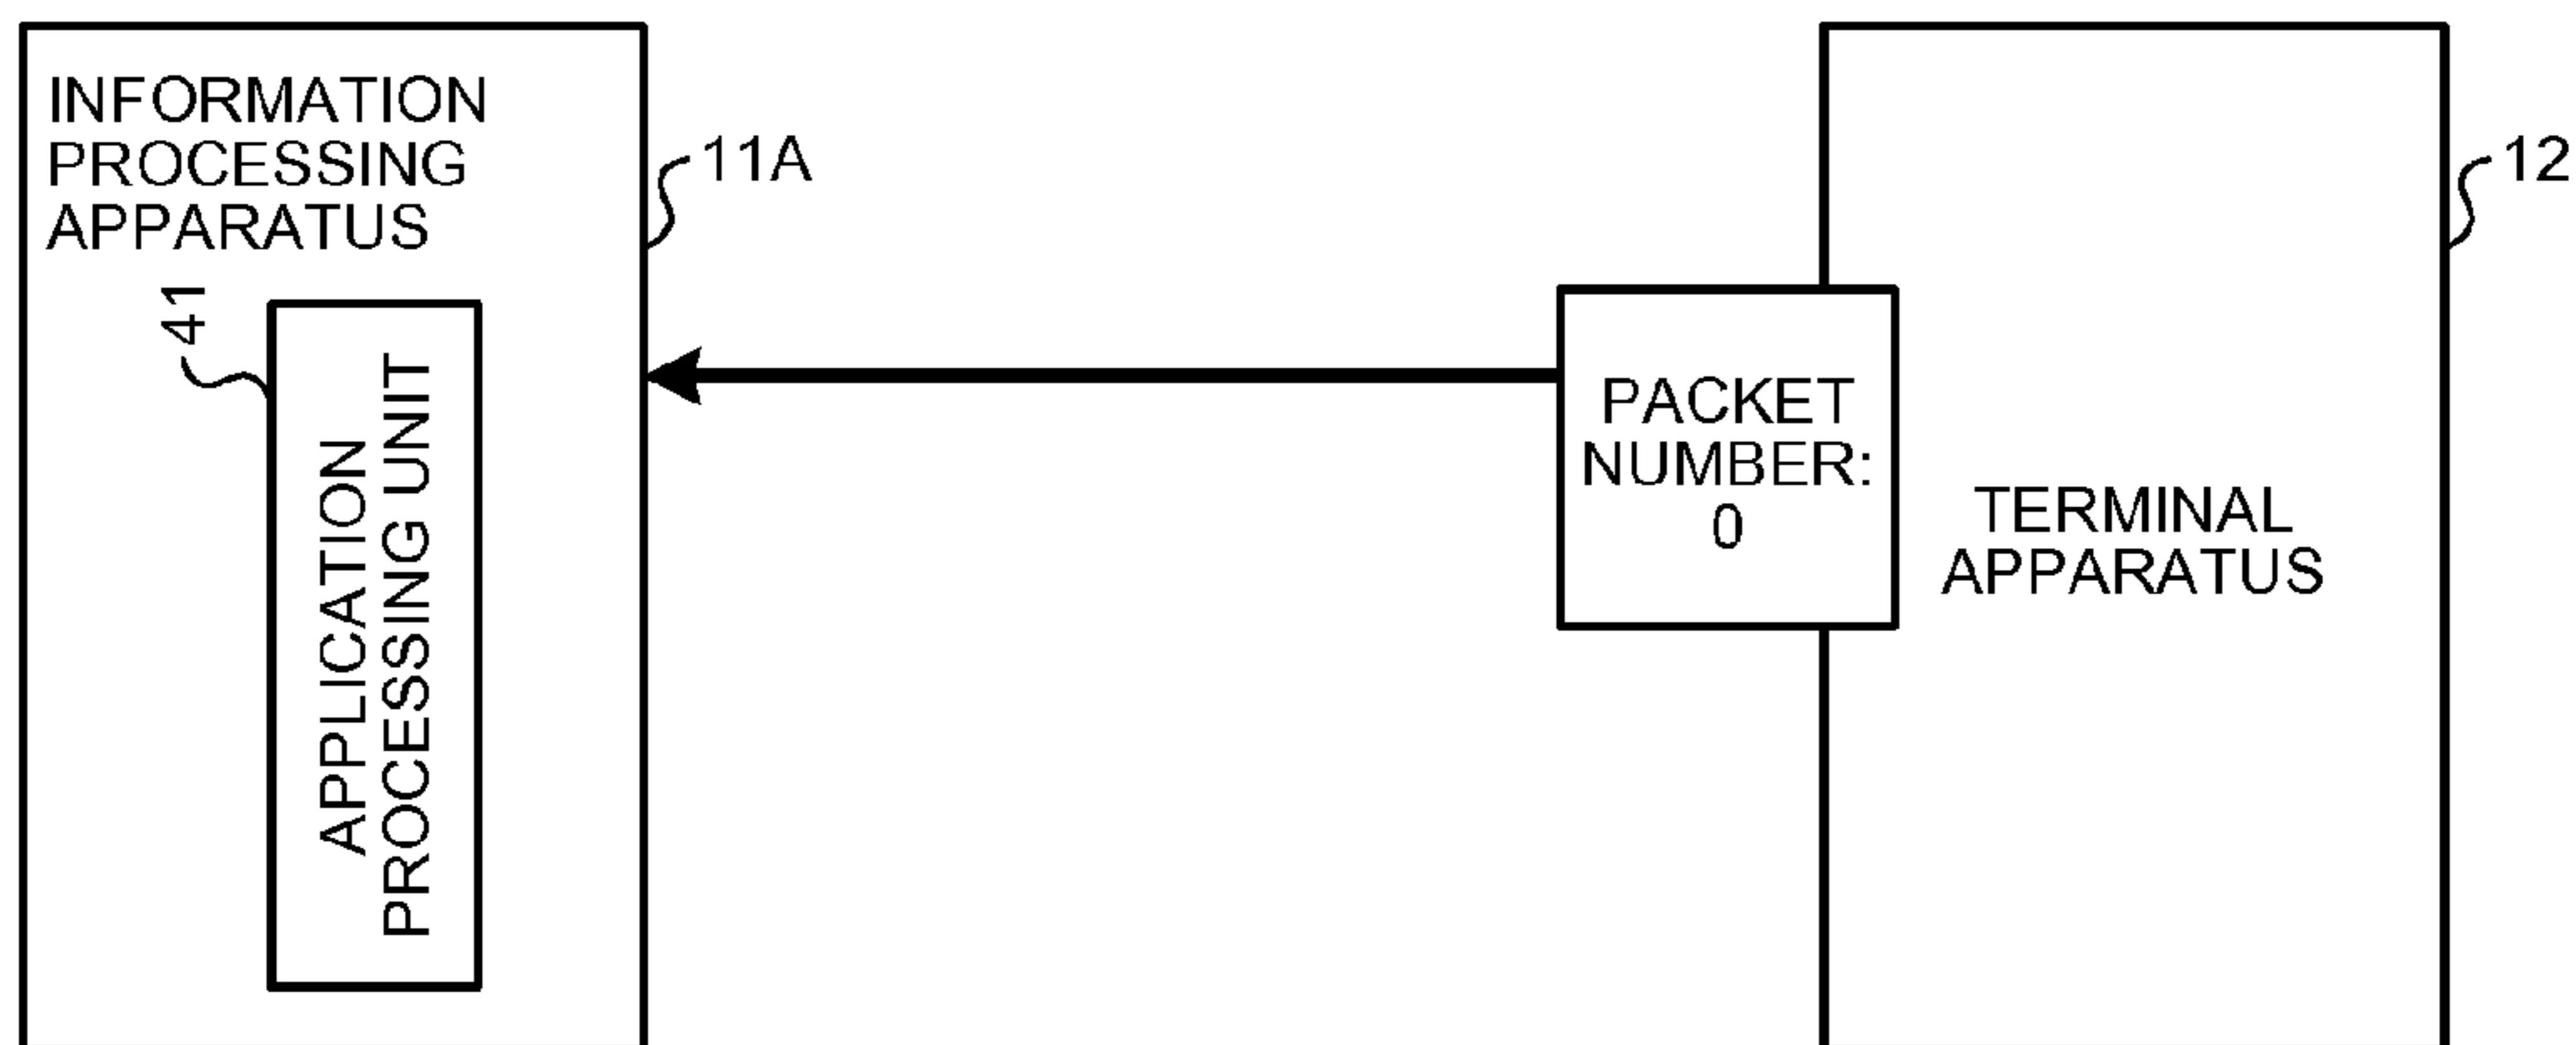 INFORMATION
PROCESSING
APPARATUS
11A
41
APPLICATION
PROCESSING UNIT
PACKET
NUMBER:
0
TERMINAL
APPARATUS
12